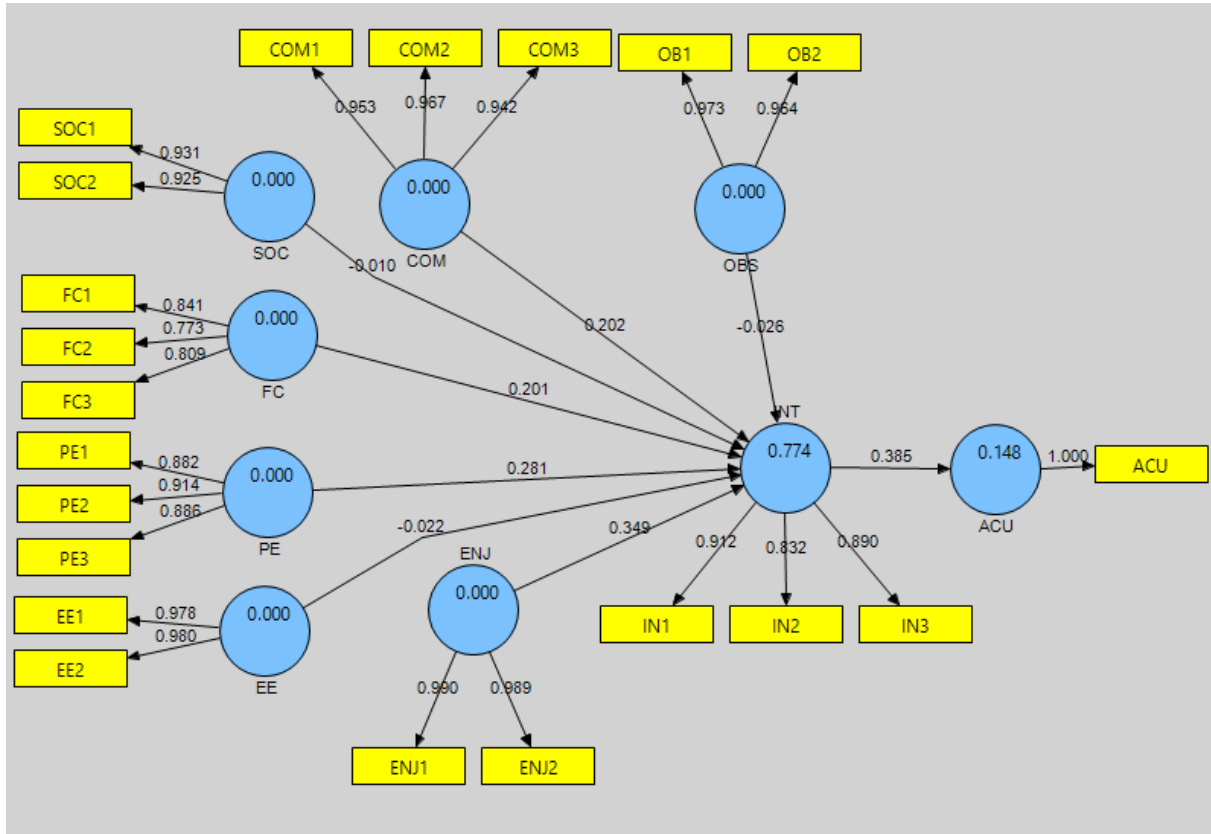 COM1
COM2
COM3
OB1
OB2
0.953
0.967
0.942
0.973
0.964
SOC1
SOC2
0.931
0.925
0.000
SOC
0.000
COM
0.000
OBS
-0.010
0.202
-0.026
FC1
FC2
FC3
0.841
0.773
0.809
0.000
FC
0.201
PE1
PE2
PE3
0.882
0.914
0.886
0.000
PE
0.281
NT
0.774
0.385
0.148
ACU
1.000
ACU
-0.022
0.349
EE1
EE2
0.978
0.980
0.000
EE
ENJ
0.000
0.990
0.989
ENJ1
ENJ2
0.912
0.832
0.890
IN1
IN2
IN3